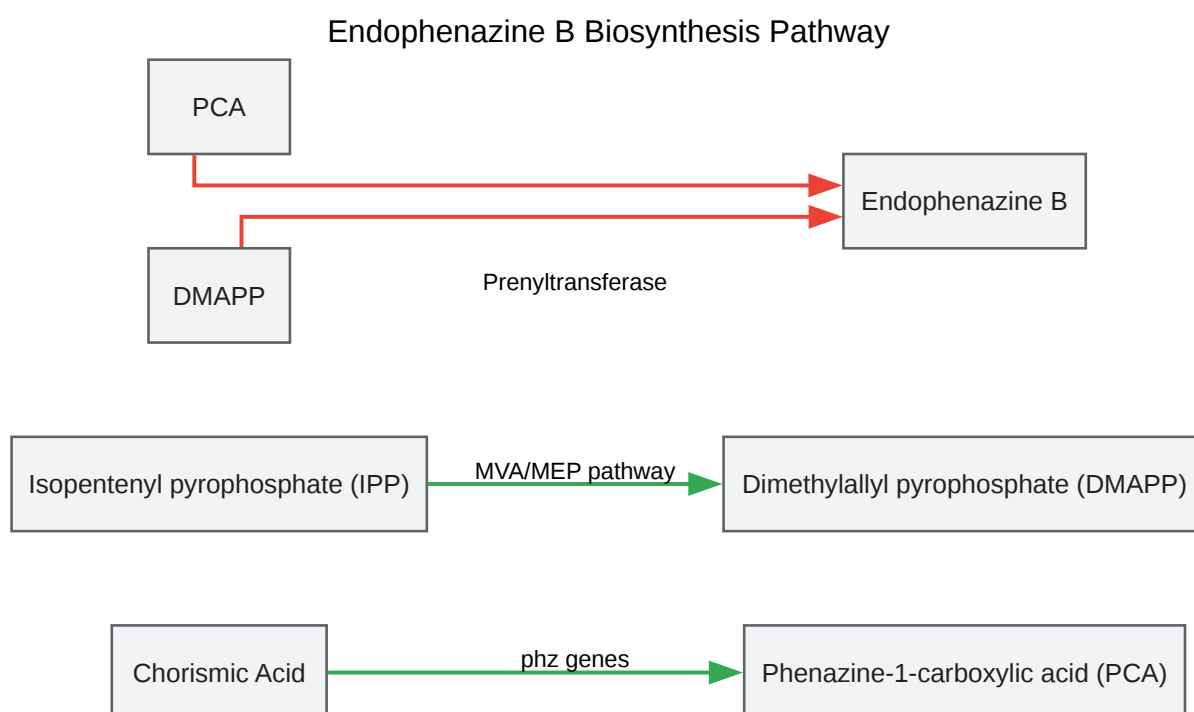 Endophenazine B Biosynthesis Pathway
PCA
Endophenazine B
DMAPP
Prenyltransferase
Isopentenyl pyrophosphate (IPP)
MVA/MEP pathway
Dimethylallyl pyrophosphate (DMAPP)
Chorismic Acid
phz genes
Phenazine-1-carboxylic acid (PCA)